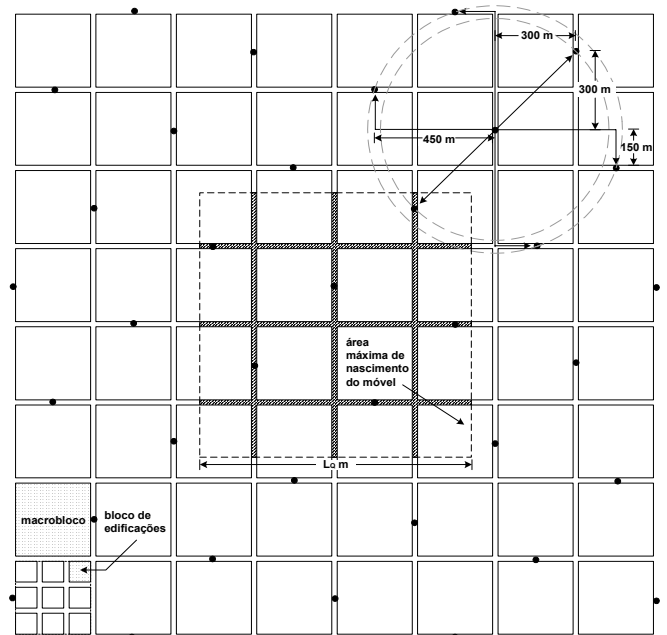 300 m
300 m
450 m
150 m
área
máxima de
nascimento
do móvel
L₀ m
macrobloco
bloco de
edificações